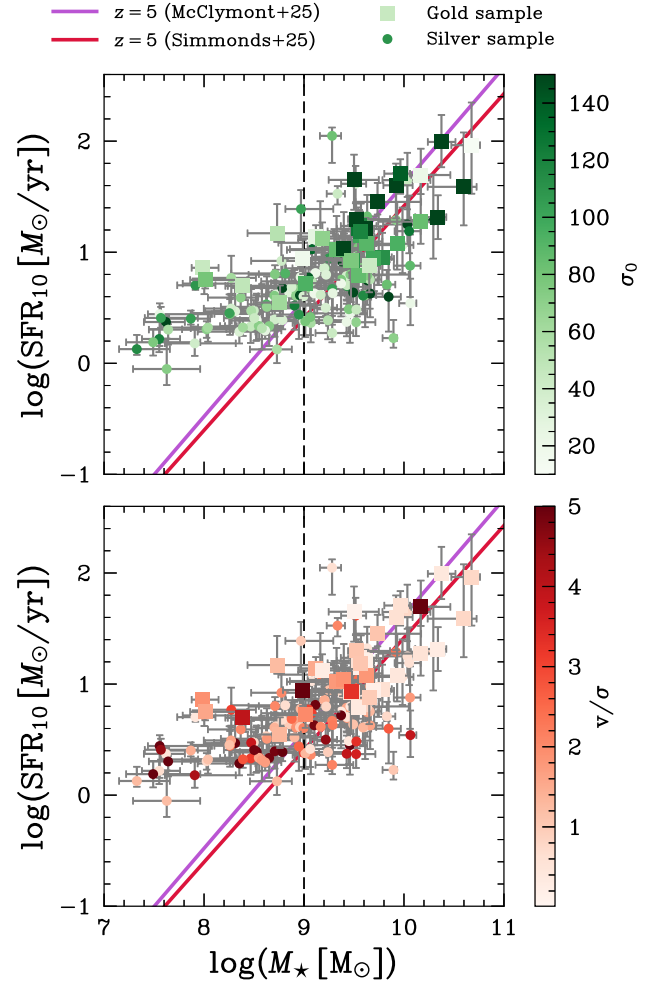 z = 5 (McClymont+25)
z = 5 (Simmonds+25)
Gold sample
Silver sample
log(SFR₁₀ [M⊙/yr])
2
1
0
−1
140
120
100
80
60
40
20
σ₀
log(SFR₁₀ [M⊙/yr])
2
1
0
−1
7
8
9
10
11
log(M⋆ [M⊙])
5
4
3
2
1
v/σ